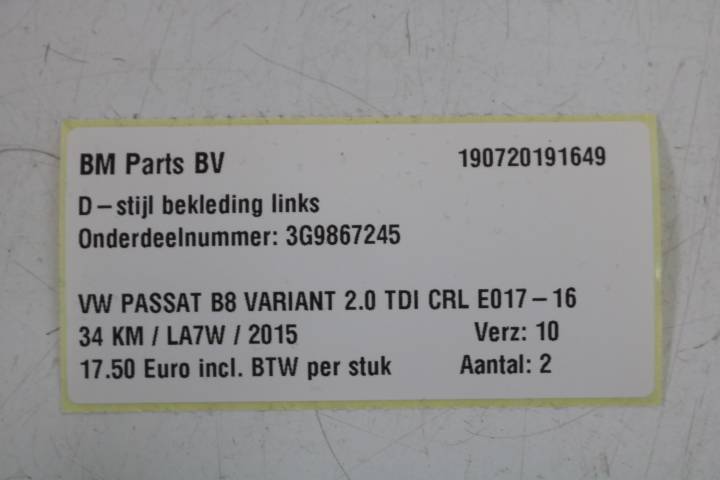 BM Parts BV 190720191649
D-stijl bekleding links
Onderdeelnummer: 3G9867245
VW PASSAT B8 VARIANT 2.0 TDI CRL E017-16
34 KM / LA7W / 2015 Verz: 10
17.50 Euro incl. BTW per stuk Aantal: 2